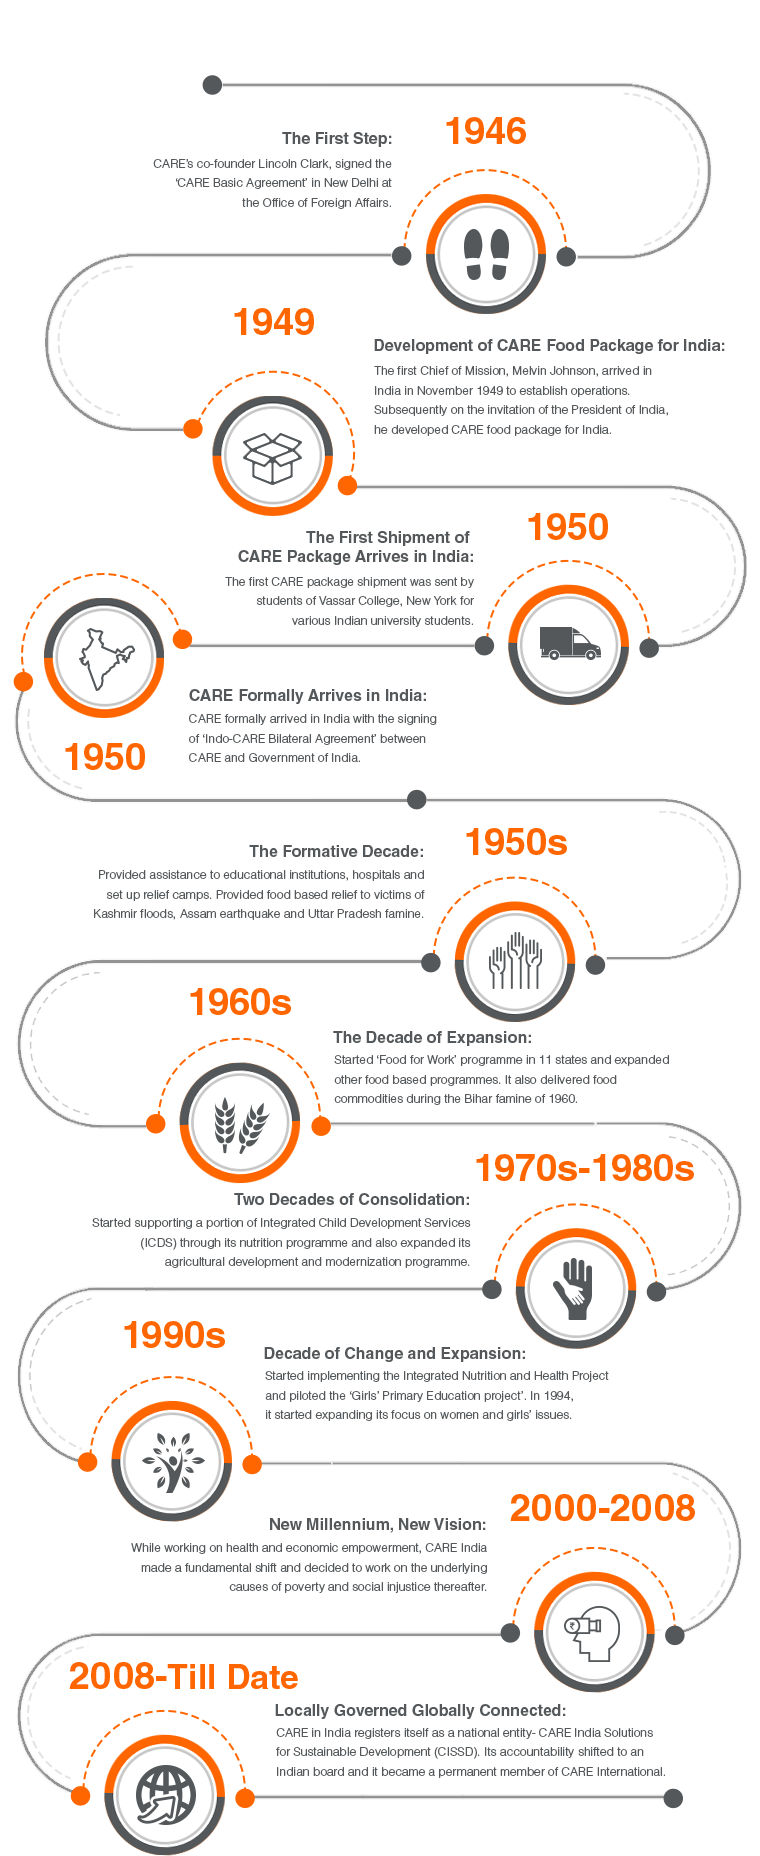 1946
The First Step:
CARE's co-founder Lincoln Clark, signed the
'CARE Basic Agreement' in New Delhi at
the Office of Foreign Affairs.
1949
Development of CARE Food Package for India:
The first Chief of Mission, Melvin Johnson, arrived in
India in November 1949 to establish operations.
Subsequently on the invitation of the President of India,
he developed CARE food package for India.
1950
The First Shipment of
CARE Package Arrives in India:
The first CARE package shipment was sent by
students of Vassar College, New York for
various Indian university students.
CARE Formally Arrives in India:
CARE formally arrived in India with the signing
of 'Indo-CARE Bilateral Agreement' between
CARE and Government of India.
1950
1950s
The Formative Decade:
Provided assistance to educational institutions, hospitals and
set up relief camps. Provided food based relief to victims of
Kashmir floods, Assam earthquake and Uttar Pradesh famine.
1960s
The Decade of Expansion:
Started 'Food for Work' programme in 11 states and expanded
other food based programmes. It also delivered food
commodities during the Bihar famine of 1960.
1970s-1980s
Two Decades of Consolidation:
Started supporting a portion of Integrated Child Development Services
(ICDS) through its nutrition programme and also expanded its
agricultural development and modernization programme.
1990s
Decade of Change and Expansion:
Started implementing the Integrated Nutrition and Health Project
and piloted the 'Girls' Primary Education project'. In 1994,
it started expanding its focus on women and girls' issues.
2000-2008
New Millennium, New Vision:
While working on health and economic empowerment, CARE India
made a fundamental shift and decided to work on the underlying
causes of poverty and social injustice thereafter.
₹
2008-Till Date
Locally Governed Globally Connected:
CARE in India registers itself as a national entity- CARE India Solutions
for Sustainable Development (CISSD). Its accountability shifted to an
Indian board and it became a permanent member of CARE International.